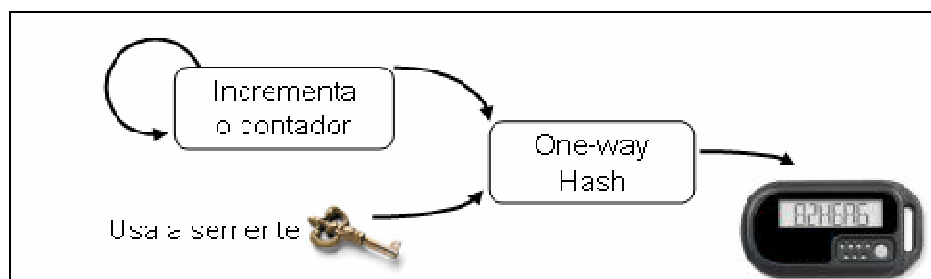 Incrementa
o contador
One-way
Hash
Usa a semente